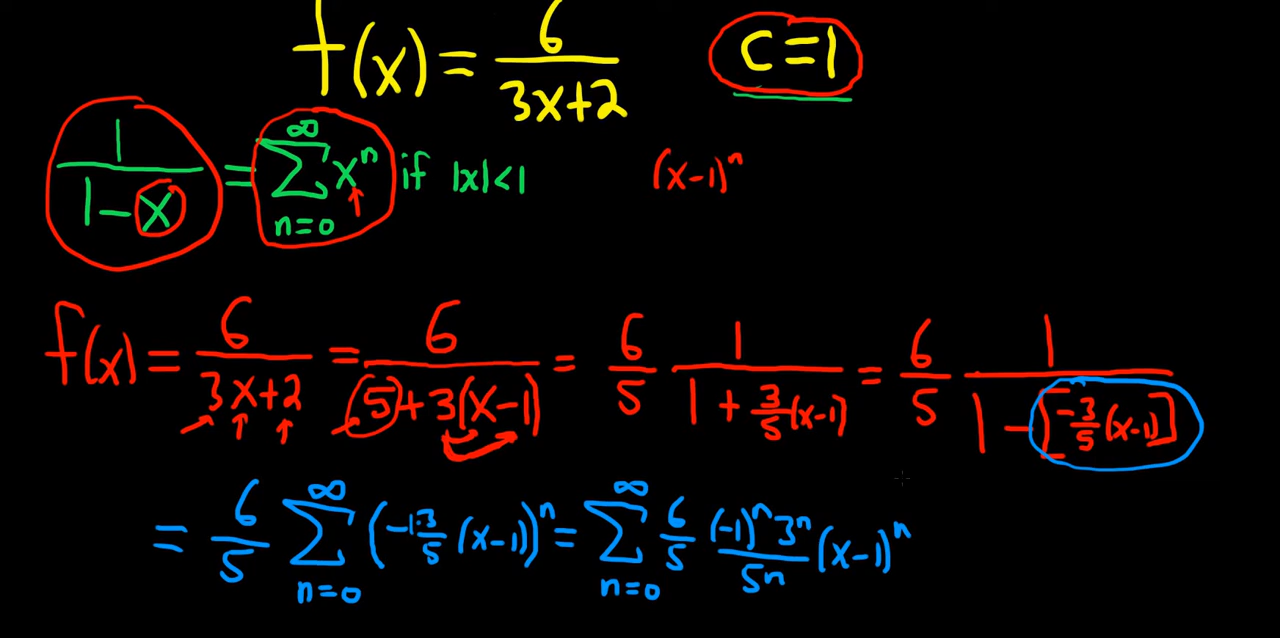 f(x) = 6/(3x+2) c=1
1/(1-x) = ∑_{n=0}^{∞} x^n if |x|<1 (x-1)^n
f(x) = 6/(3x+2) = 6/(5+3(x-1)) = 6/5 1/(1+3/5(x-1)) = 6/5 1/(1-[-3/5(x-1)])
= 6/5 ∑_{n=0}^{∞} (-1·3/5 (x-1))^n = ∑_{n=0}^{∞} 6/5 (-1)^n 3^n/5^n (x-1)^n